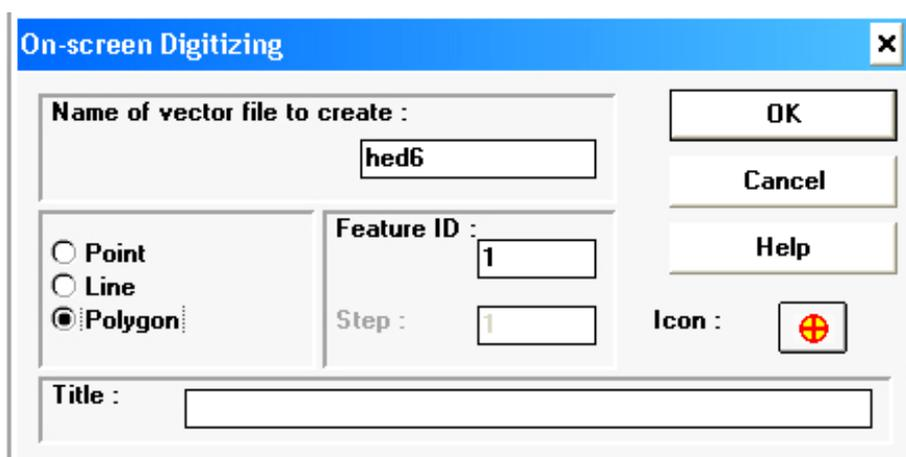 On-screen Digitizing
Name of vector file to create :
hed6
OK
Cancel
Help
Point
Line
Polygon
Feature ID :
1
Step :
1
Icon :
Title :